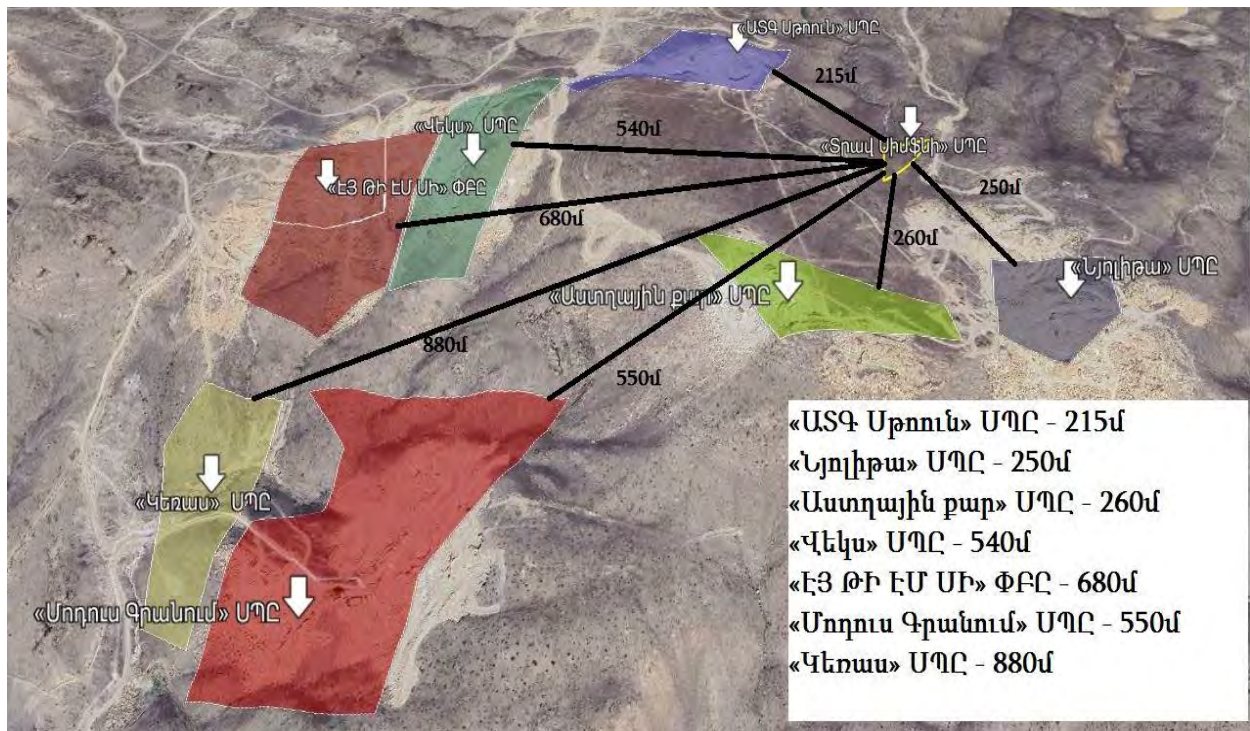 «ԱՏԳ Սթոուն» ՍՊԸ
215մ
«Վեկս» ՍՊԸ
540մ
«Տրավ Սիմֆնի» ՍՊԸ
«ԷՅ ԹԻ ԷՄ ՍԻ» ՓԲԸ
250մ
680մ
260մ
«Նյոլիթա» ՍՊԸ
«Աստղային քար» ՍՊԸ
880մ
550մ
«Կեռաս» ՍՊԸ
«Մոդուս Գրանում» ՍՊԸ
«ԱՏԳ Սթոուն» ՍՊԸ - 215մ
«Նյոլիթա» ՍՊԸ - 250մ
«Աստղային քար» ՍՊԸ - 260մ
«Վեկս» ՍՊԸ - 540մ
«ԷՅ ԹԻ ԷՄ ՍԻ» ՓԲԸ - 680մ
«Մոդուս Գրանում» ՍՊԸ - 550մ
«Կեռաս» ՍՊԸ - 880մ